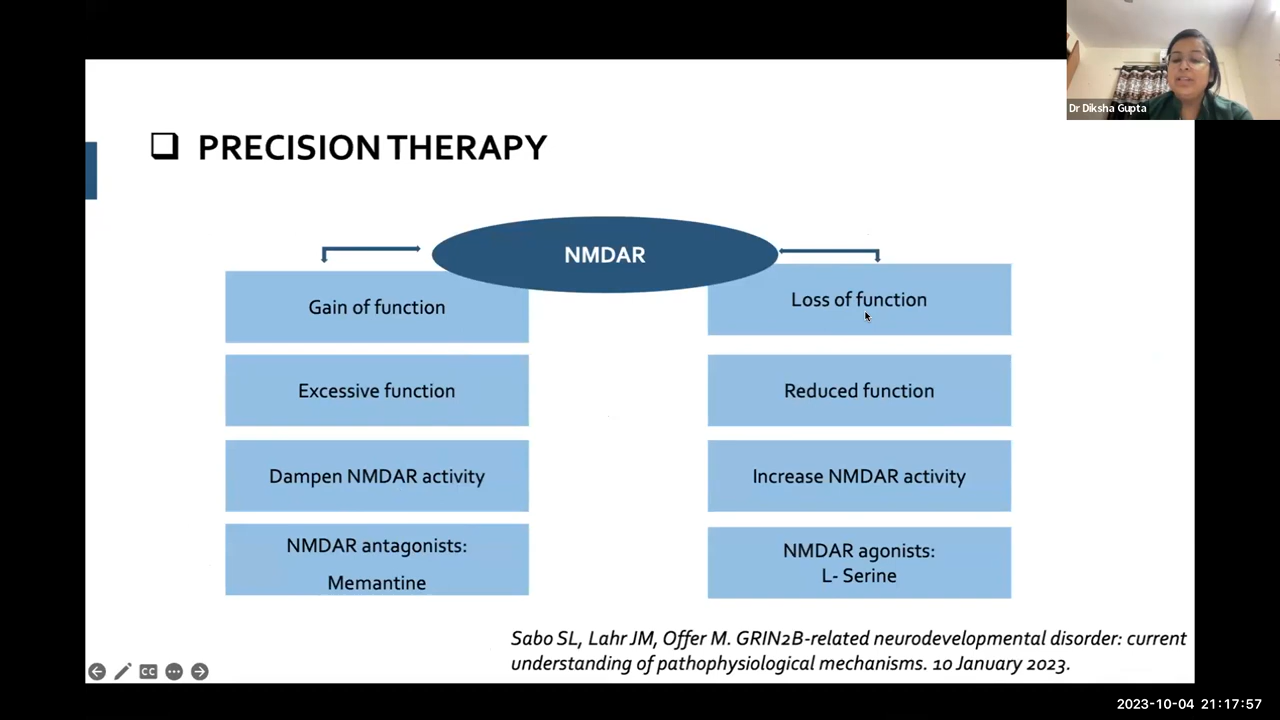 Dr Diksha Gupta
❑ PRECISION THERAPY
NMDAR
Gain of function
Loss of function
Excessive function
Reduced function
Dampen NMDAR activity
Increase NMDAR activity
NMDAR antagonists:
Memantine
NMDAR agonists:
L- Serine
Sabo SL, Lahr JM, Offer M. GRIN2B-related neurodevelopmental disorder: current
understanding of pathophysiological mechanisms. 10 January 2023.
CC
2023-10-04 21:17:57